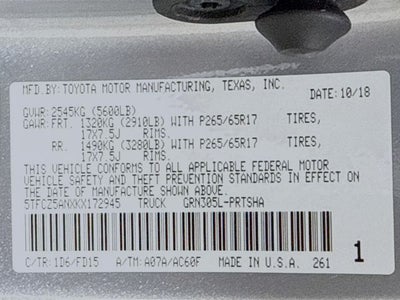 MFD.BY:TOYOTA MOTOR MANUFACTURING, TEXAS, INC.
DATE:10/18
GVWR:2545KG (5600LB)
GAWR:FRT. 1320KG (2910LB) WITH P265/65R17 TIRES,
17X7.5J RIMS.
RR. 1490KG (3280LB) WITH P265/65R17 TIRES,
17X7.5J RIMS.
THIS VEHICLE CONFORMS TO ALL APPLICABLE FEDERAL MOTOR
VEHICLE SAFETY AND THEFT PREVENTION STANDARDS IN EFFECT ON
THE DATE OF MANUFACTURE SHOWN ABOVE.
5TFCZ5ANXKX172945 TRUCK GRN305L-PRTSHA
1
C/TR:1D6/FD15 A/TM:A07A/AC60F MADE IN U.S.A. 261